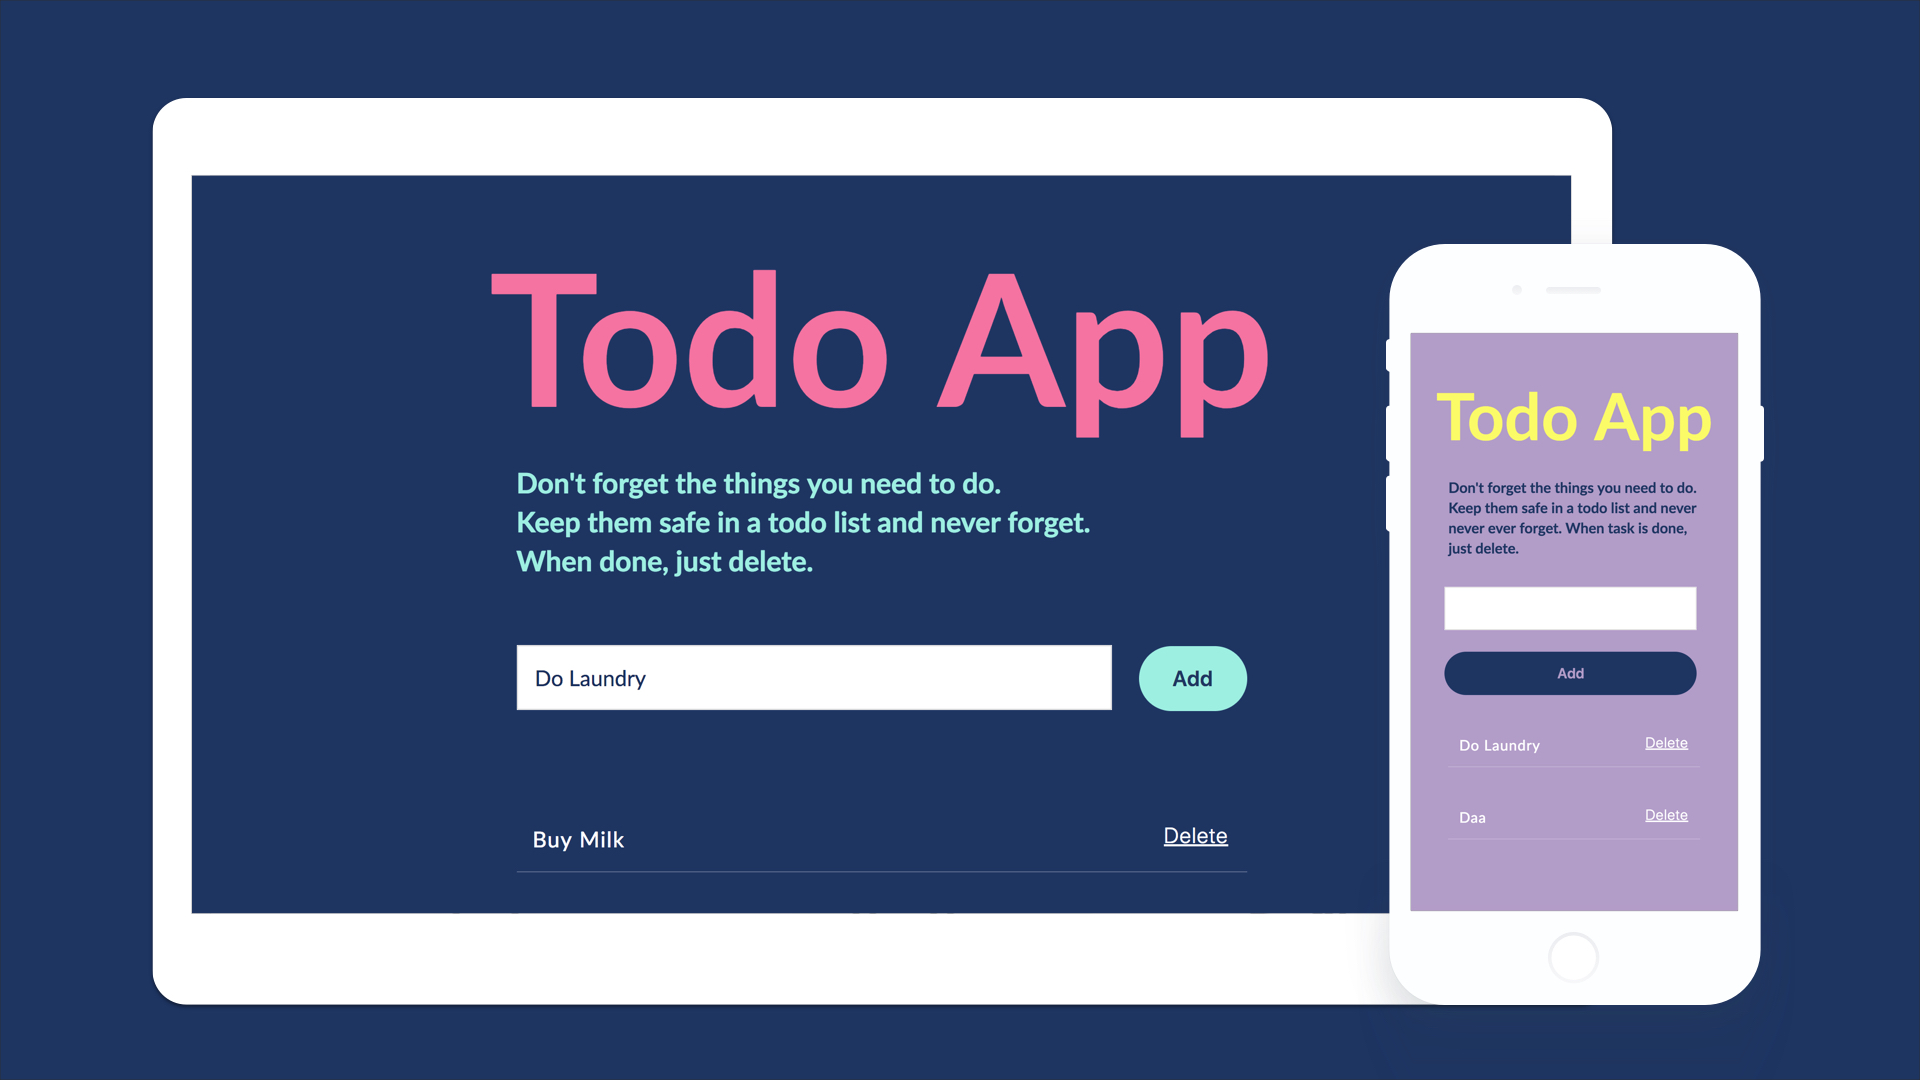 Todo App
Don't forget the things you need to do.
Keep them safe in a todo list and never forget.
When done, just delete.
Do Laundry
Add
Buy Milk
Delete
Todo App
Don't forget the things you need to do.
Keep them safe in a todo list and never
never ever forget. When task is done,
just delete.
Add
Do Laundry
Delete
Daa
Delete